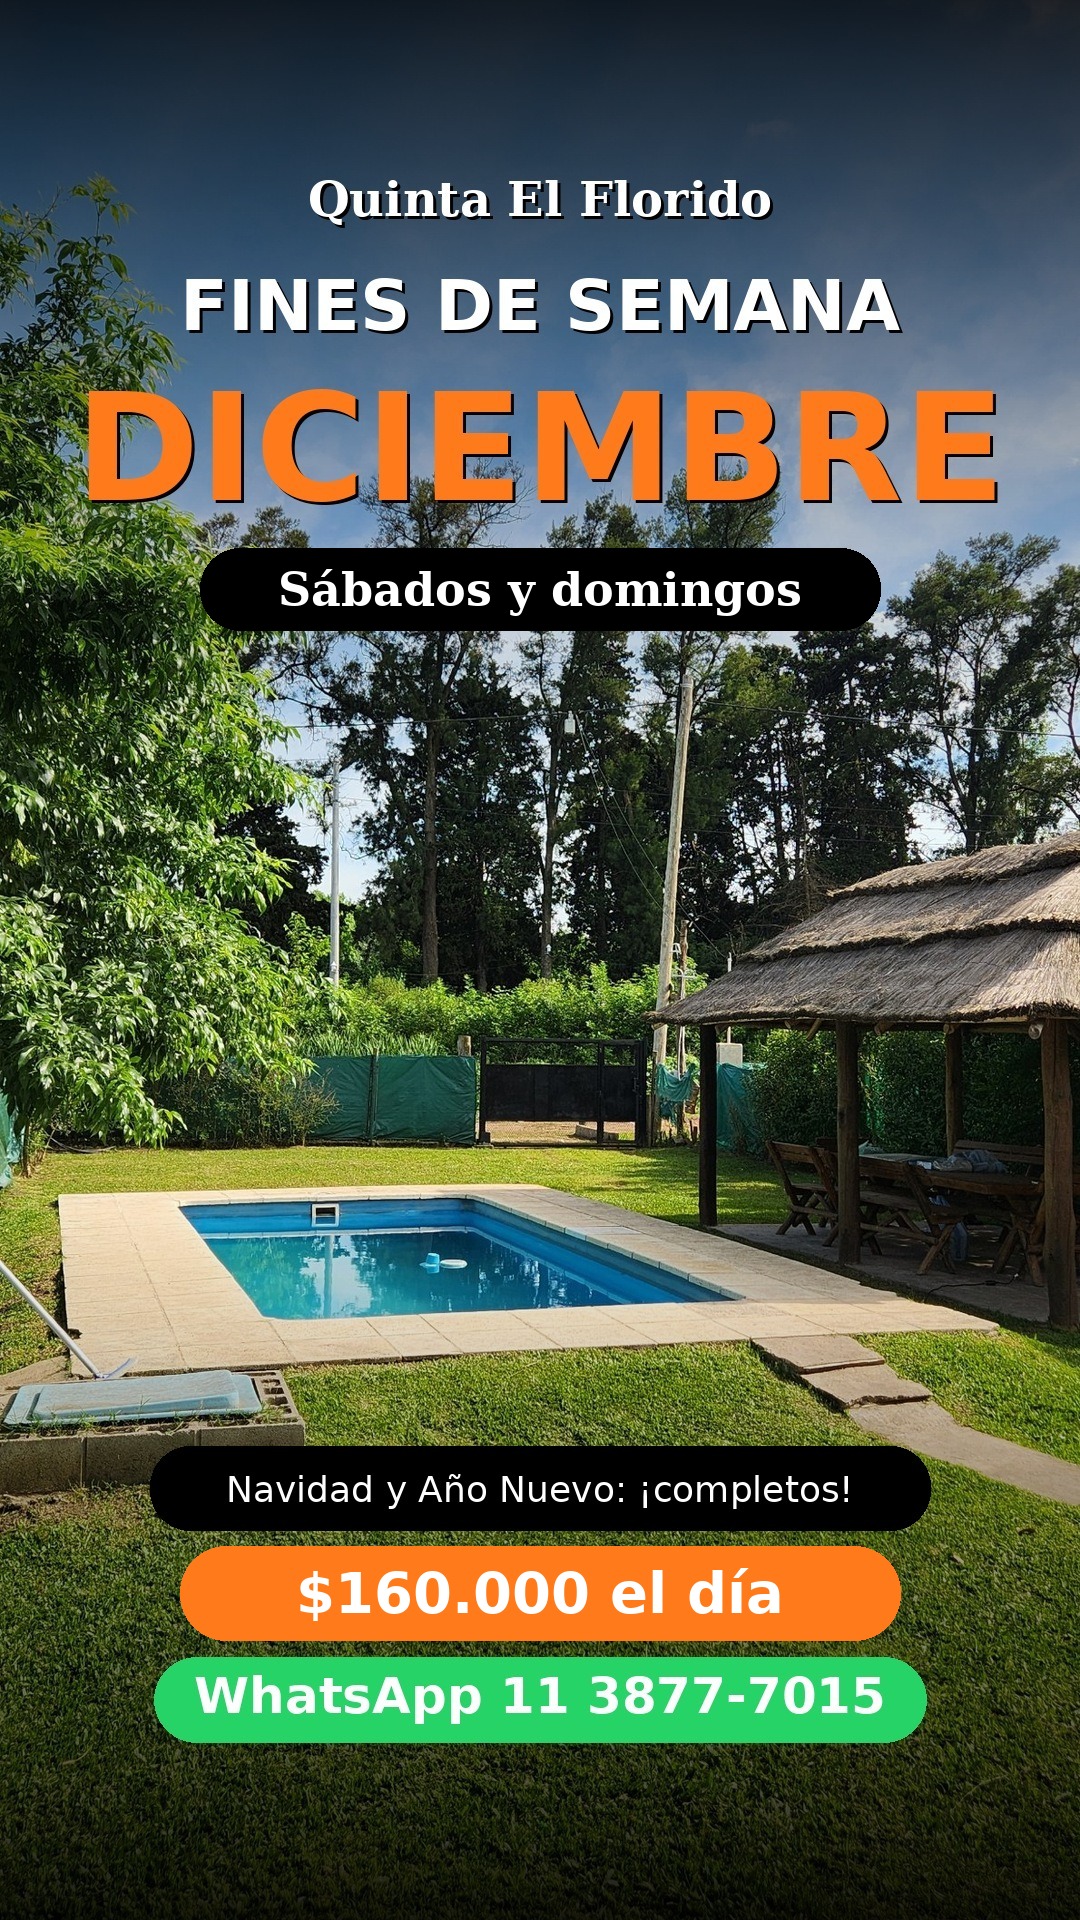 Quinta El Florido
FINES DE SEMANA
DICIEMBRE
Sábados y domingos
Navidad y Año Nuevo: ¡completos!
$160.000 el día
WhatsApp 11 3877-7015